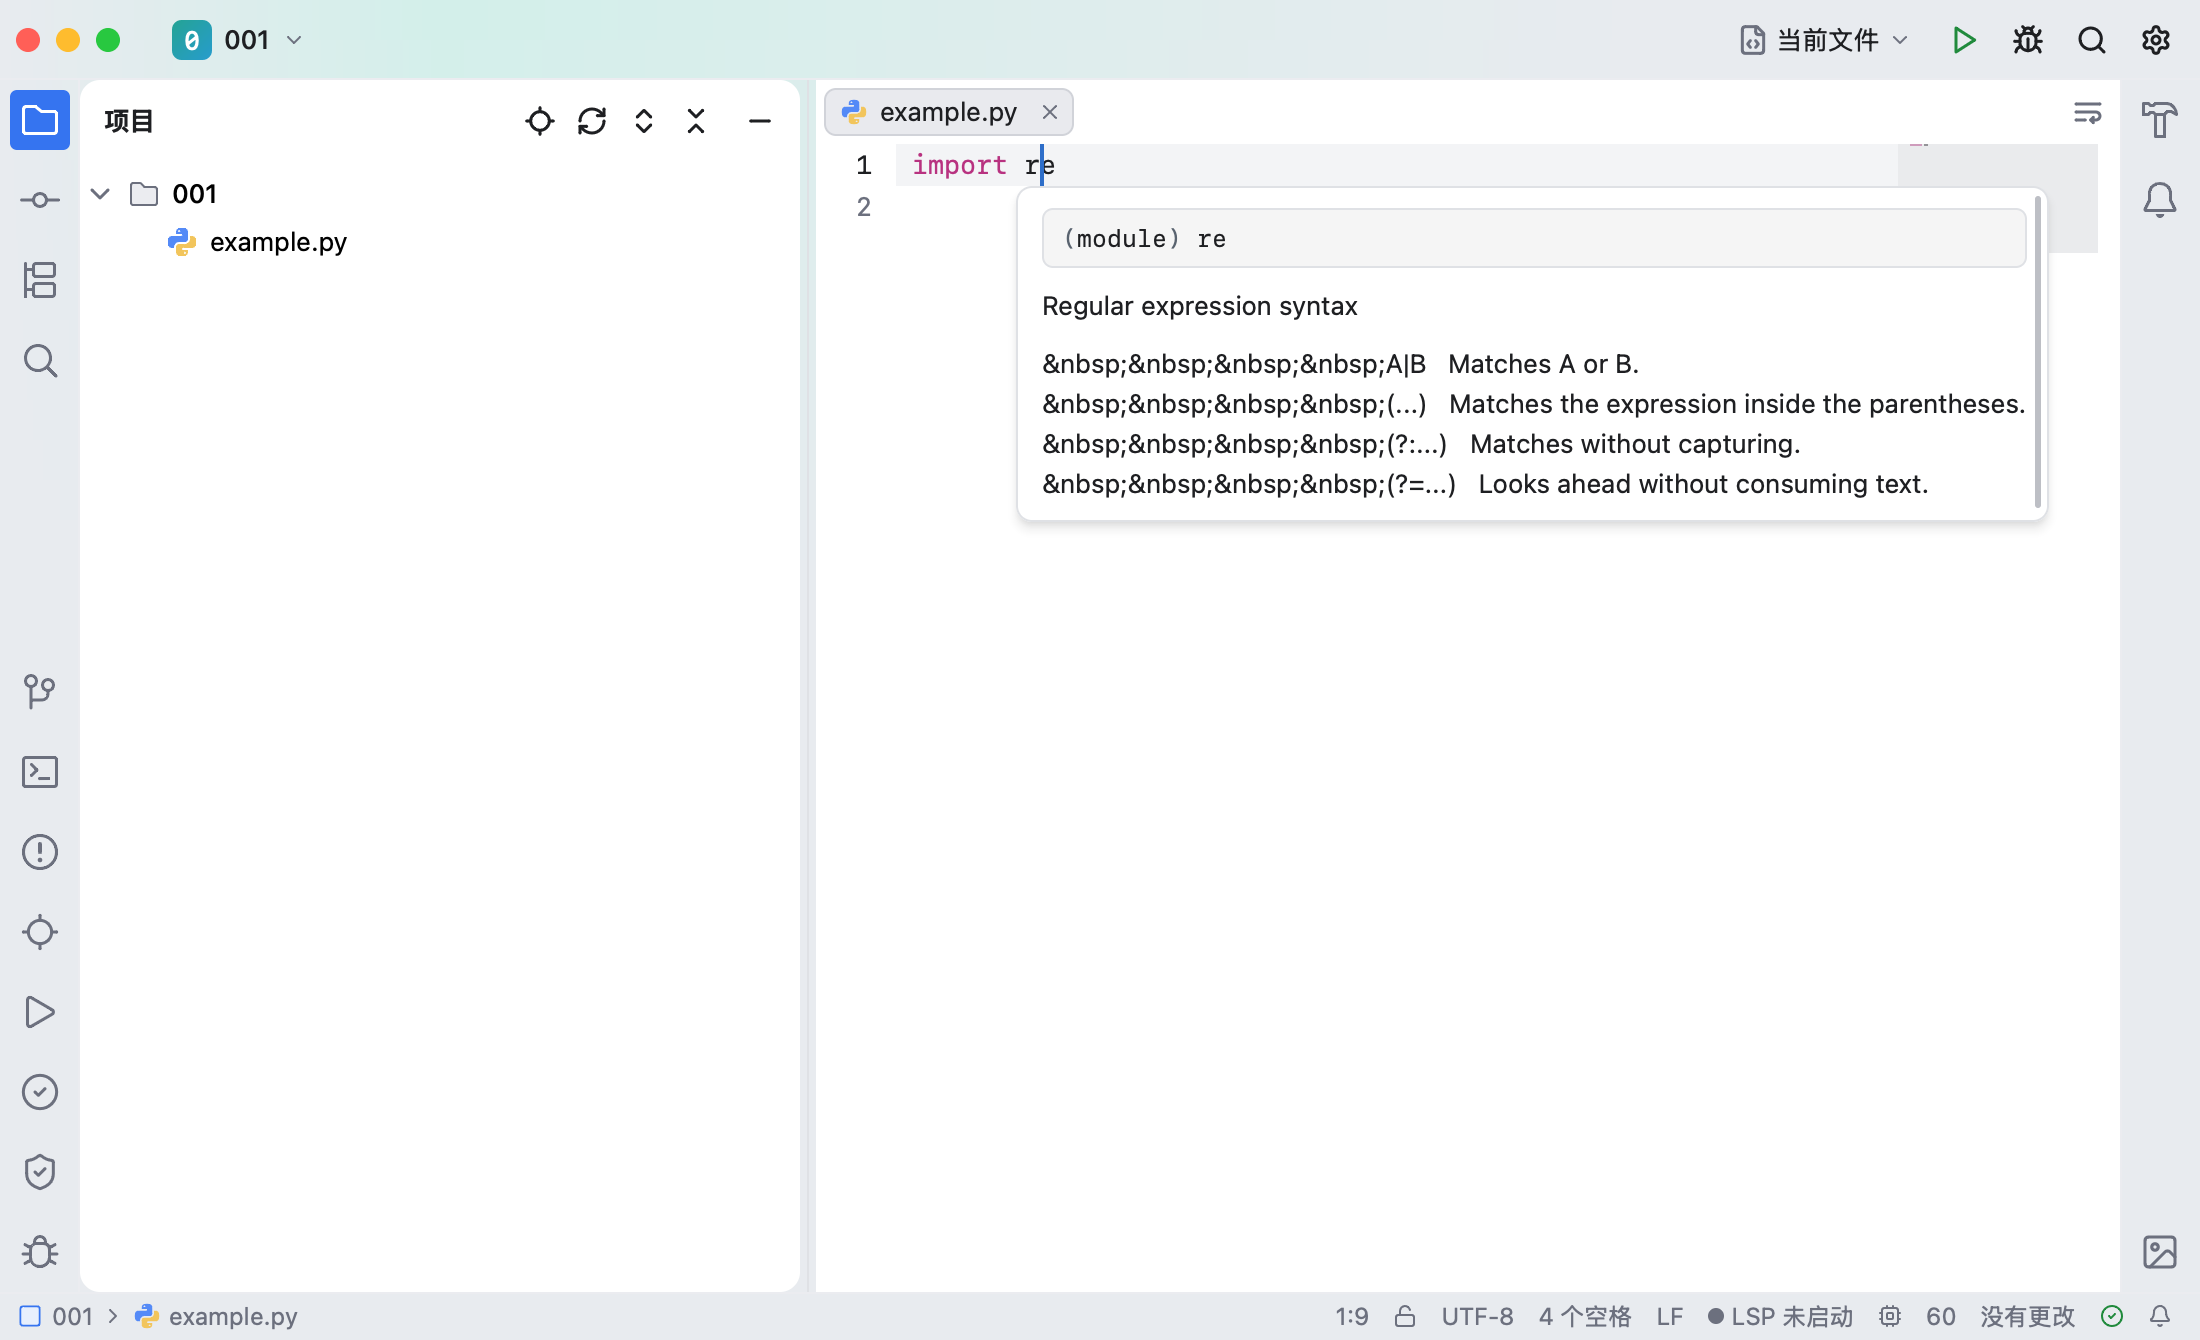 0 001
当前文件
项目
001
example.py
example.py
1 import re
2
(module) re
Regular expression syntax
&nbsp;&nbsp;&nbsp;&nbsp;A|B Matches A or B.
&nbsp;&nbsp;&nbsp;&nbsp;(...) Matches the expression inside the parentheses.
&nbsp;&nbsp;&nbsp;&nbsp;(?:...) Matches without capturing.
&nbsp;&nbsp;&nbsp;&nbsp;(?=...) Looks ahead without consuming text.
001 example.py
1:9 UTF-8 4 个空格 LF LSP 未启动 60 没有更改